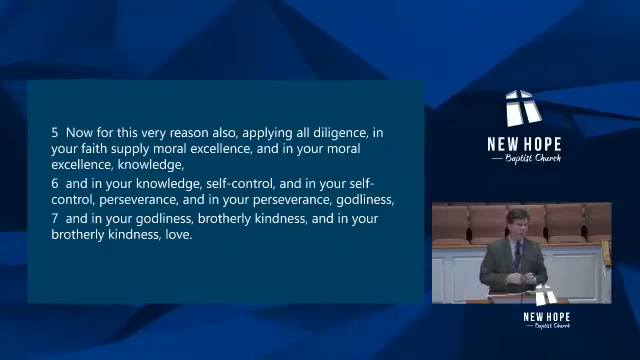 5 Now for this very reason also, applying all diligence, in
your faith supply moral excellence, and in your moral
excellence, knowledge,
6 and in your knowledge, self-control, and in your self-
control, perseverance, and in your perseverance, godliness,
7 and in your godliness, brotherly kindness, and in your
brotherly kindness, love.
NEW HOPE
Baptist Church
NEW HOPE
Baptist Church